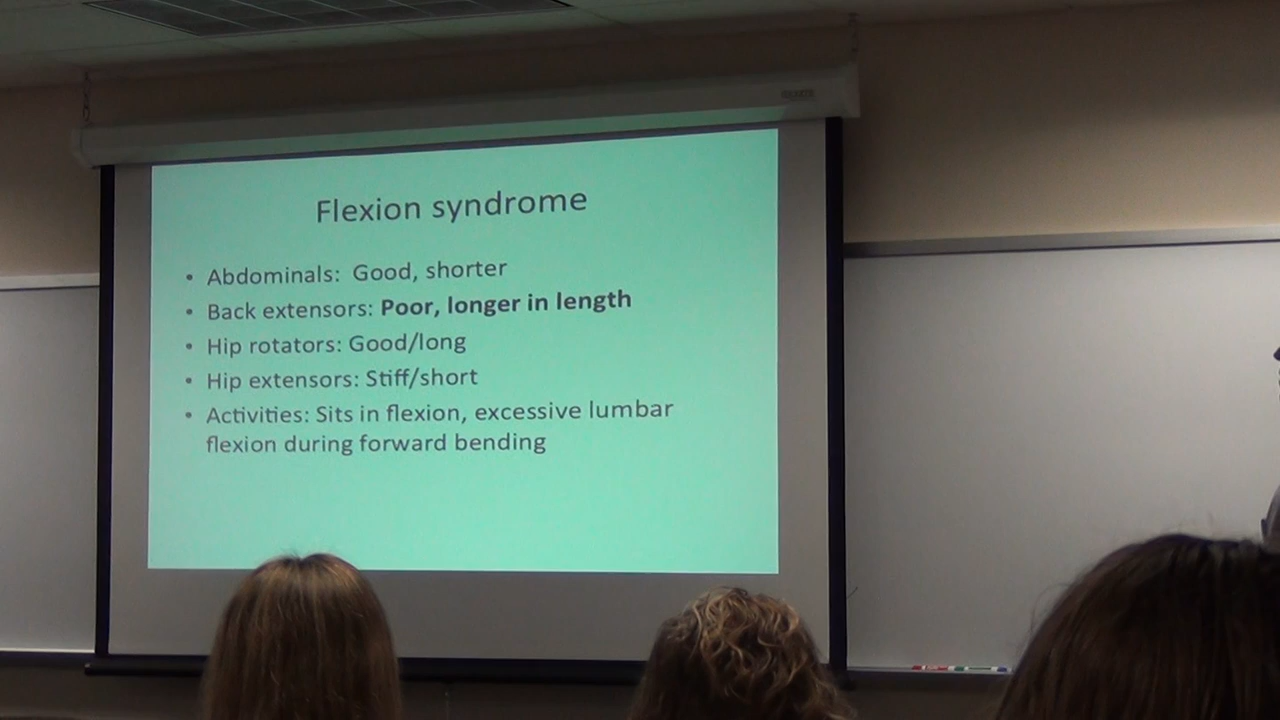 Flexion syndrome
• Abdominals:  Good, shorter
• Back extensors: Poor, longer in length
• Hip rotators: Good/long
• Hip extensors: Stiff/short
• Activities: Sits in flexion, excessive lumbar
flexion during forward bending